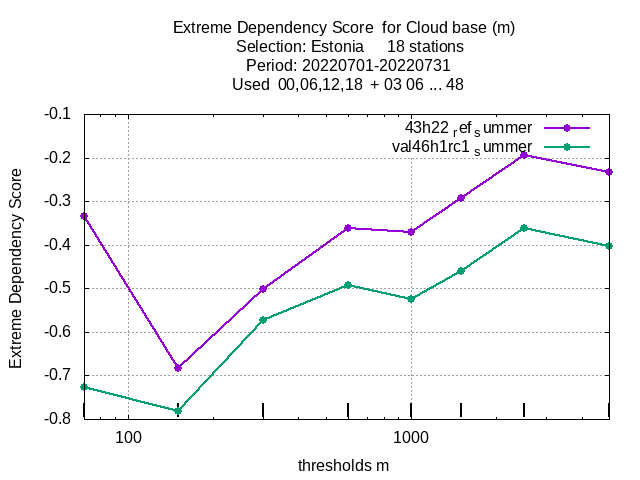 Extreme Dependency Score  for Cloud base (m)
Selection: Estonia     18 stations
Period: 20220701-20220731
Used  00,06,12,18  + 03 06 ... 48
43h22 ref summer
val46h1rc1 summer
Extreme Dependency Score
-0.1
-0.2
-0.3
-0.4
-0.5
-0.6
-0.7
-0.8
100
1000
thresholds m